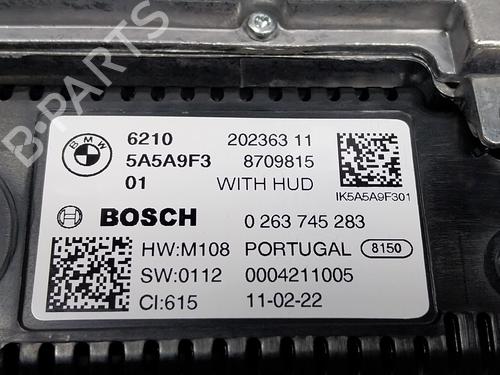 B-PARTS
BMW
6210 202363 11
5A5A9F3 8709815
01 WITH HUD
IK5A5A9F301
BOSCH 0 263 745 283
HW:M108 PORTUGAL 8150
SW:0112 0004211005
CI:615 11-02-22